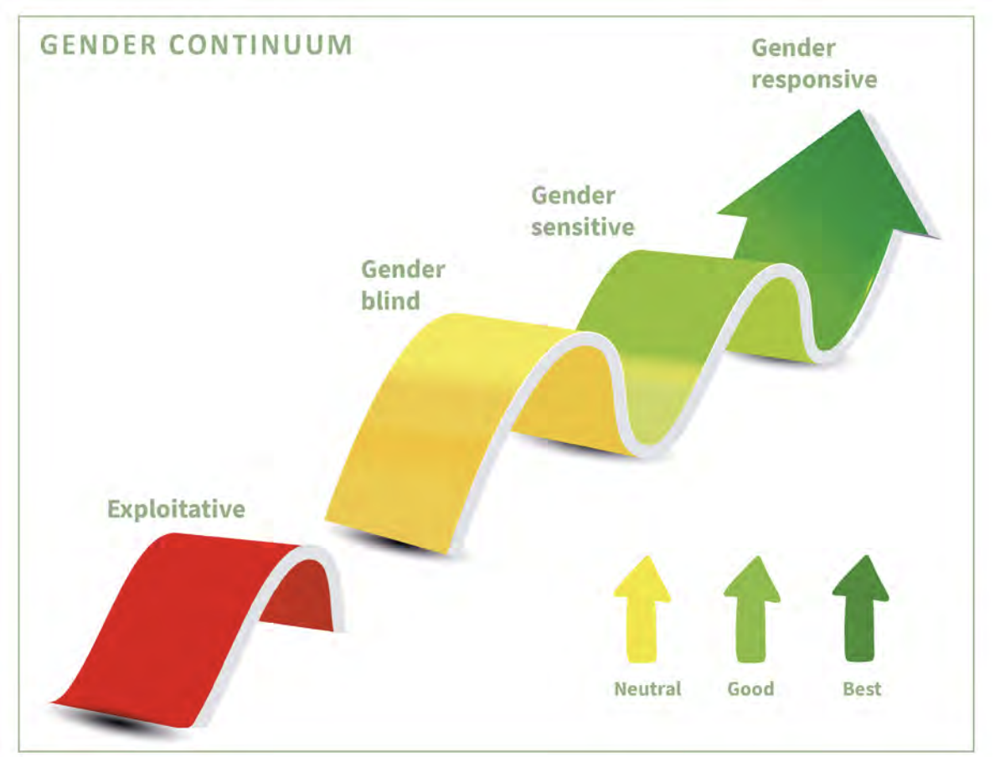 GENDER CONTINUUM
Gender
responsive
Gender
sensitive
Gender
blind
Exploitative
Neutral
Good
Best